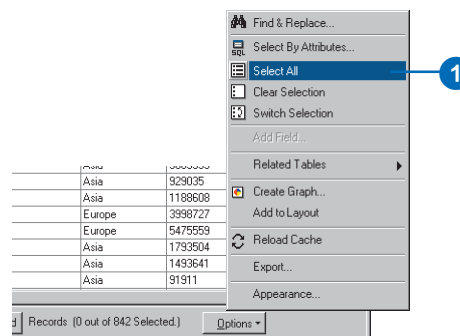 Find & Replace...
SQL Select By Attributes...
Select All
1
Clear Selection
Switch Selection
Add Field...
Related Tables
Create Graph...
Add to Layout
Reload Cache
Export...
Appearance...
Asia 929035
Asia 1188608
Europe 3998727
Europe 5475559
Asia 1793504
Asia 1493641
Asia 91911
Records (0 out of 842 Selected.)
Options